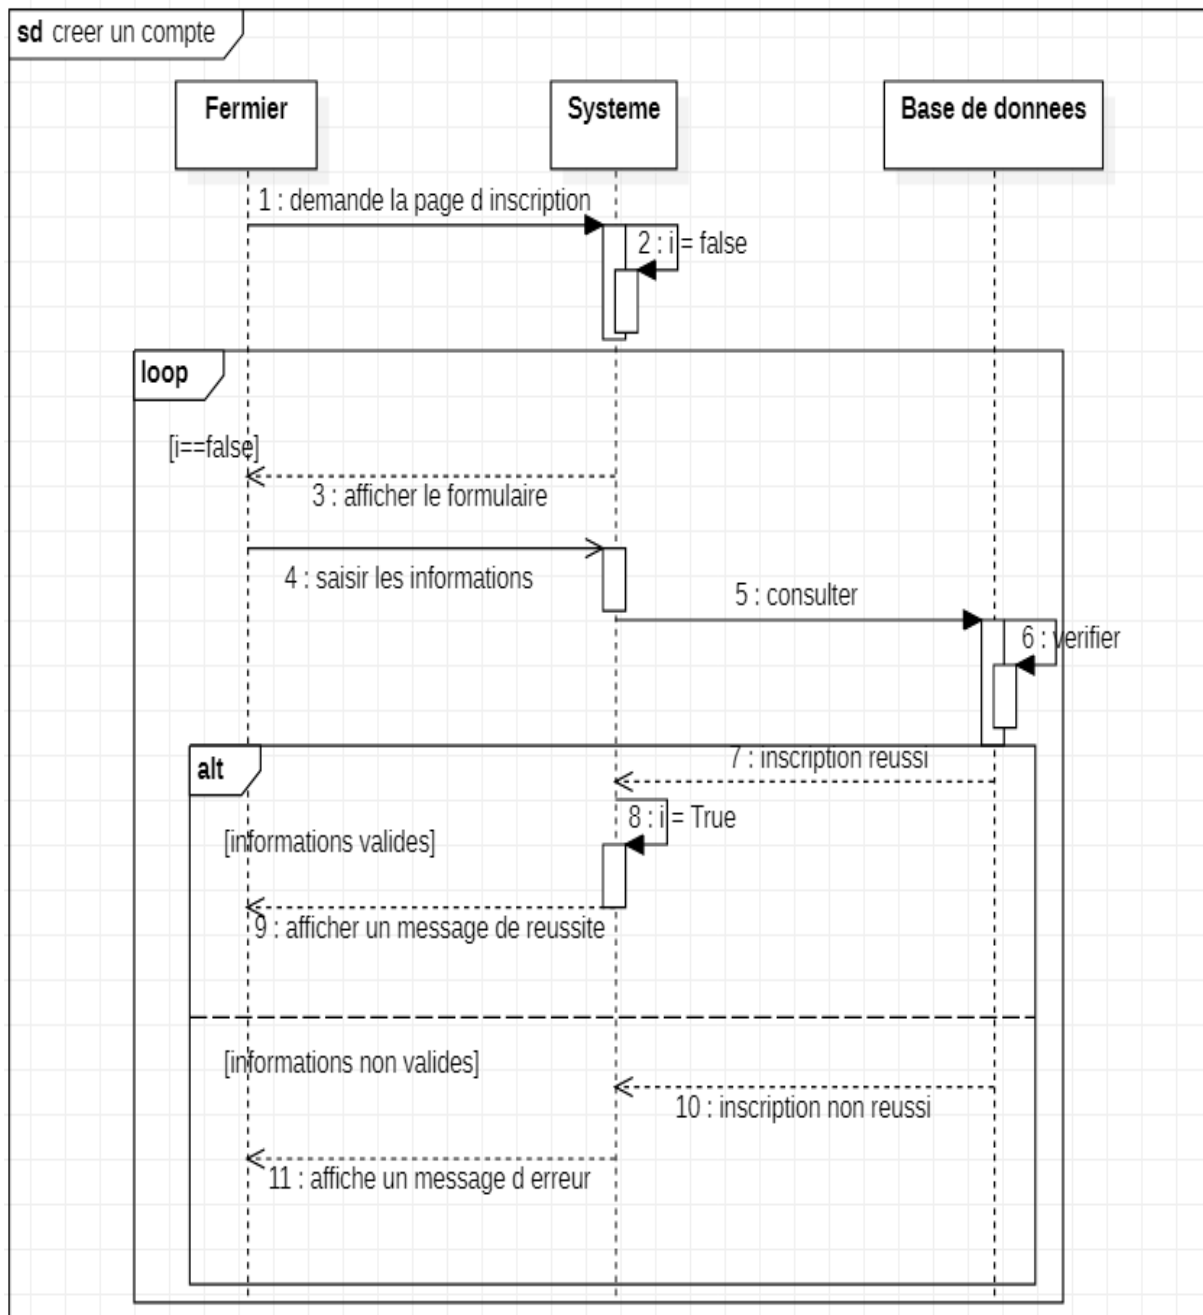 sd creer un compte
Fermier
Systeme
Base de donnees
1 : demande la page d inscription
2 : i = false
loop
[i==false]
3 : afficher le formulaire
4 : saisir les informations
5 : consulter
6 : verifier
alt
7 : inscription reussi
8 : i = True
[informations valides]
9 : afficher un message de reussite
[informations non valides]
10 : inscription non reussi
11 : affiche un message d erreur